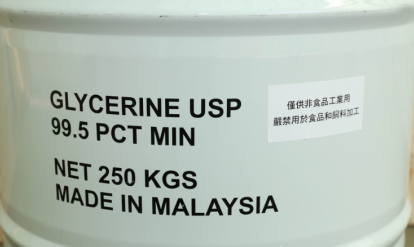 GLYCERINE USP
99.5 PCT MIN
NET 250 KGS
MADE IN MALAYSIA
僅供非食品工業用
嚴禁用於食品和飼料加工